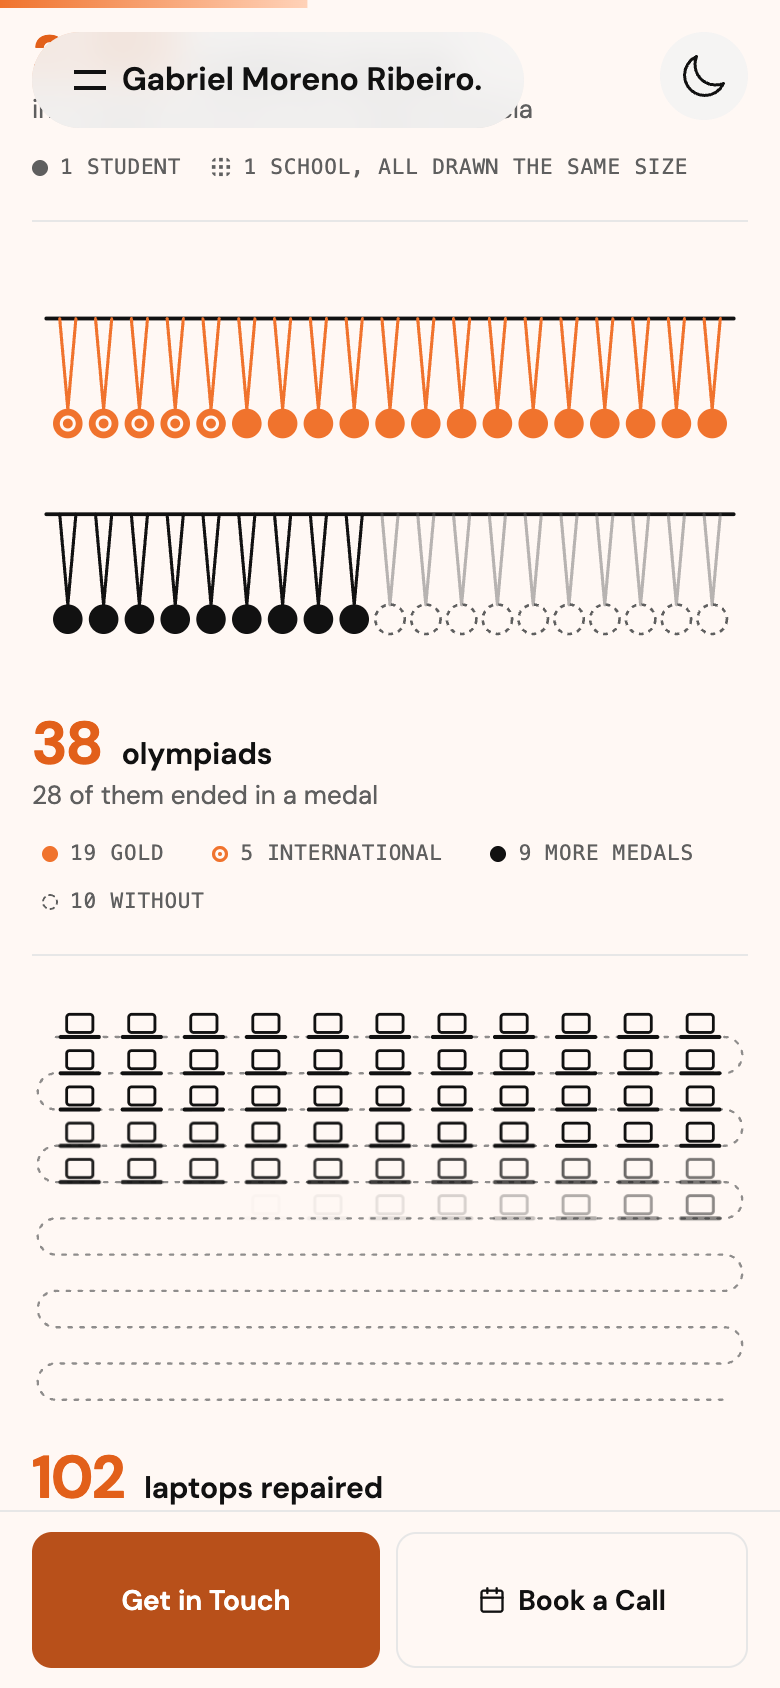 Gabriel Moreno Ribeiro.
1 STUDENT 1 SCHOOL, ALL DRAWN THE SAME SIZE
38 olympiads
28 of them ended in a medal
19 GOLD 5 INTERNATIONAL 9 MORE MEDALS
10 WITHOUT
102 laptops repaired
Get in Touch Book a Call